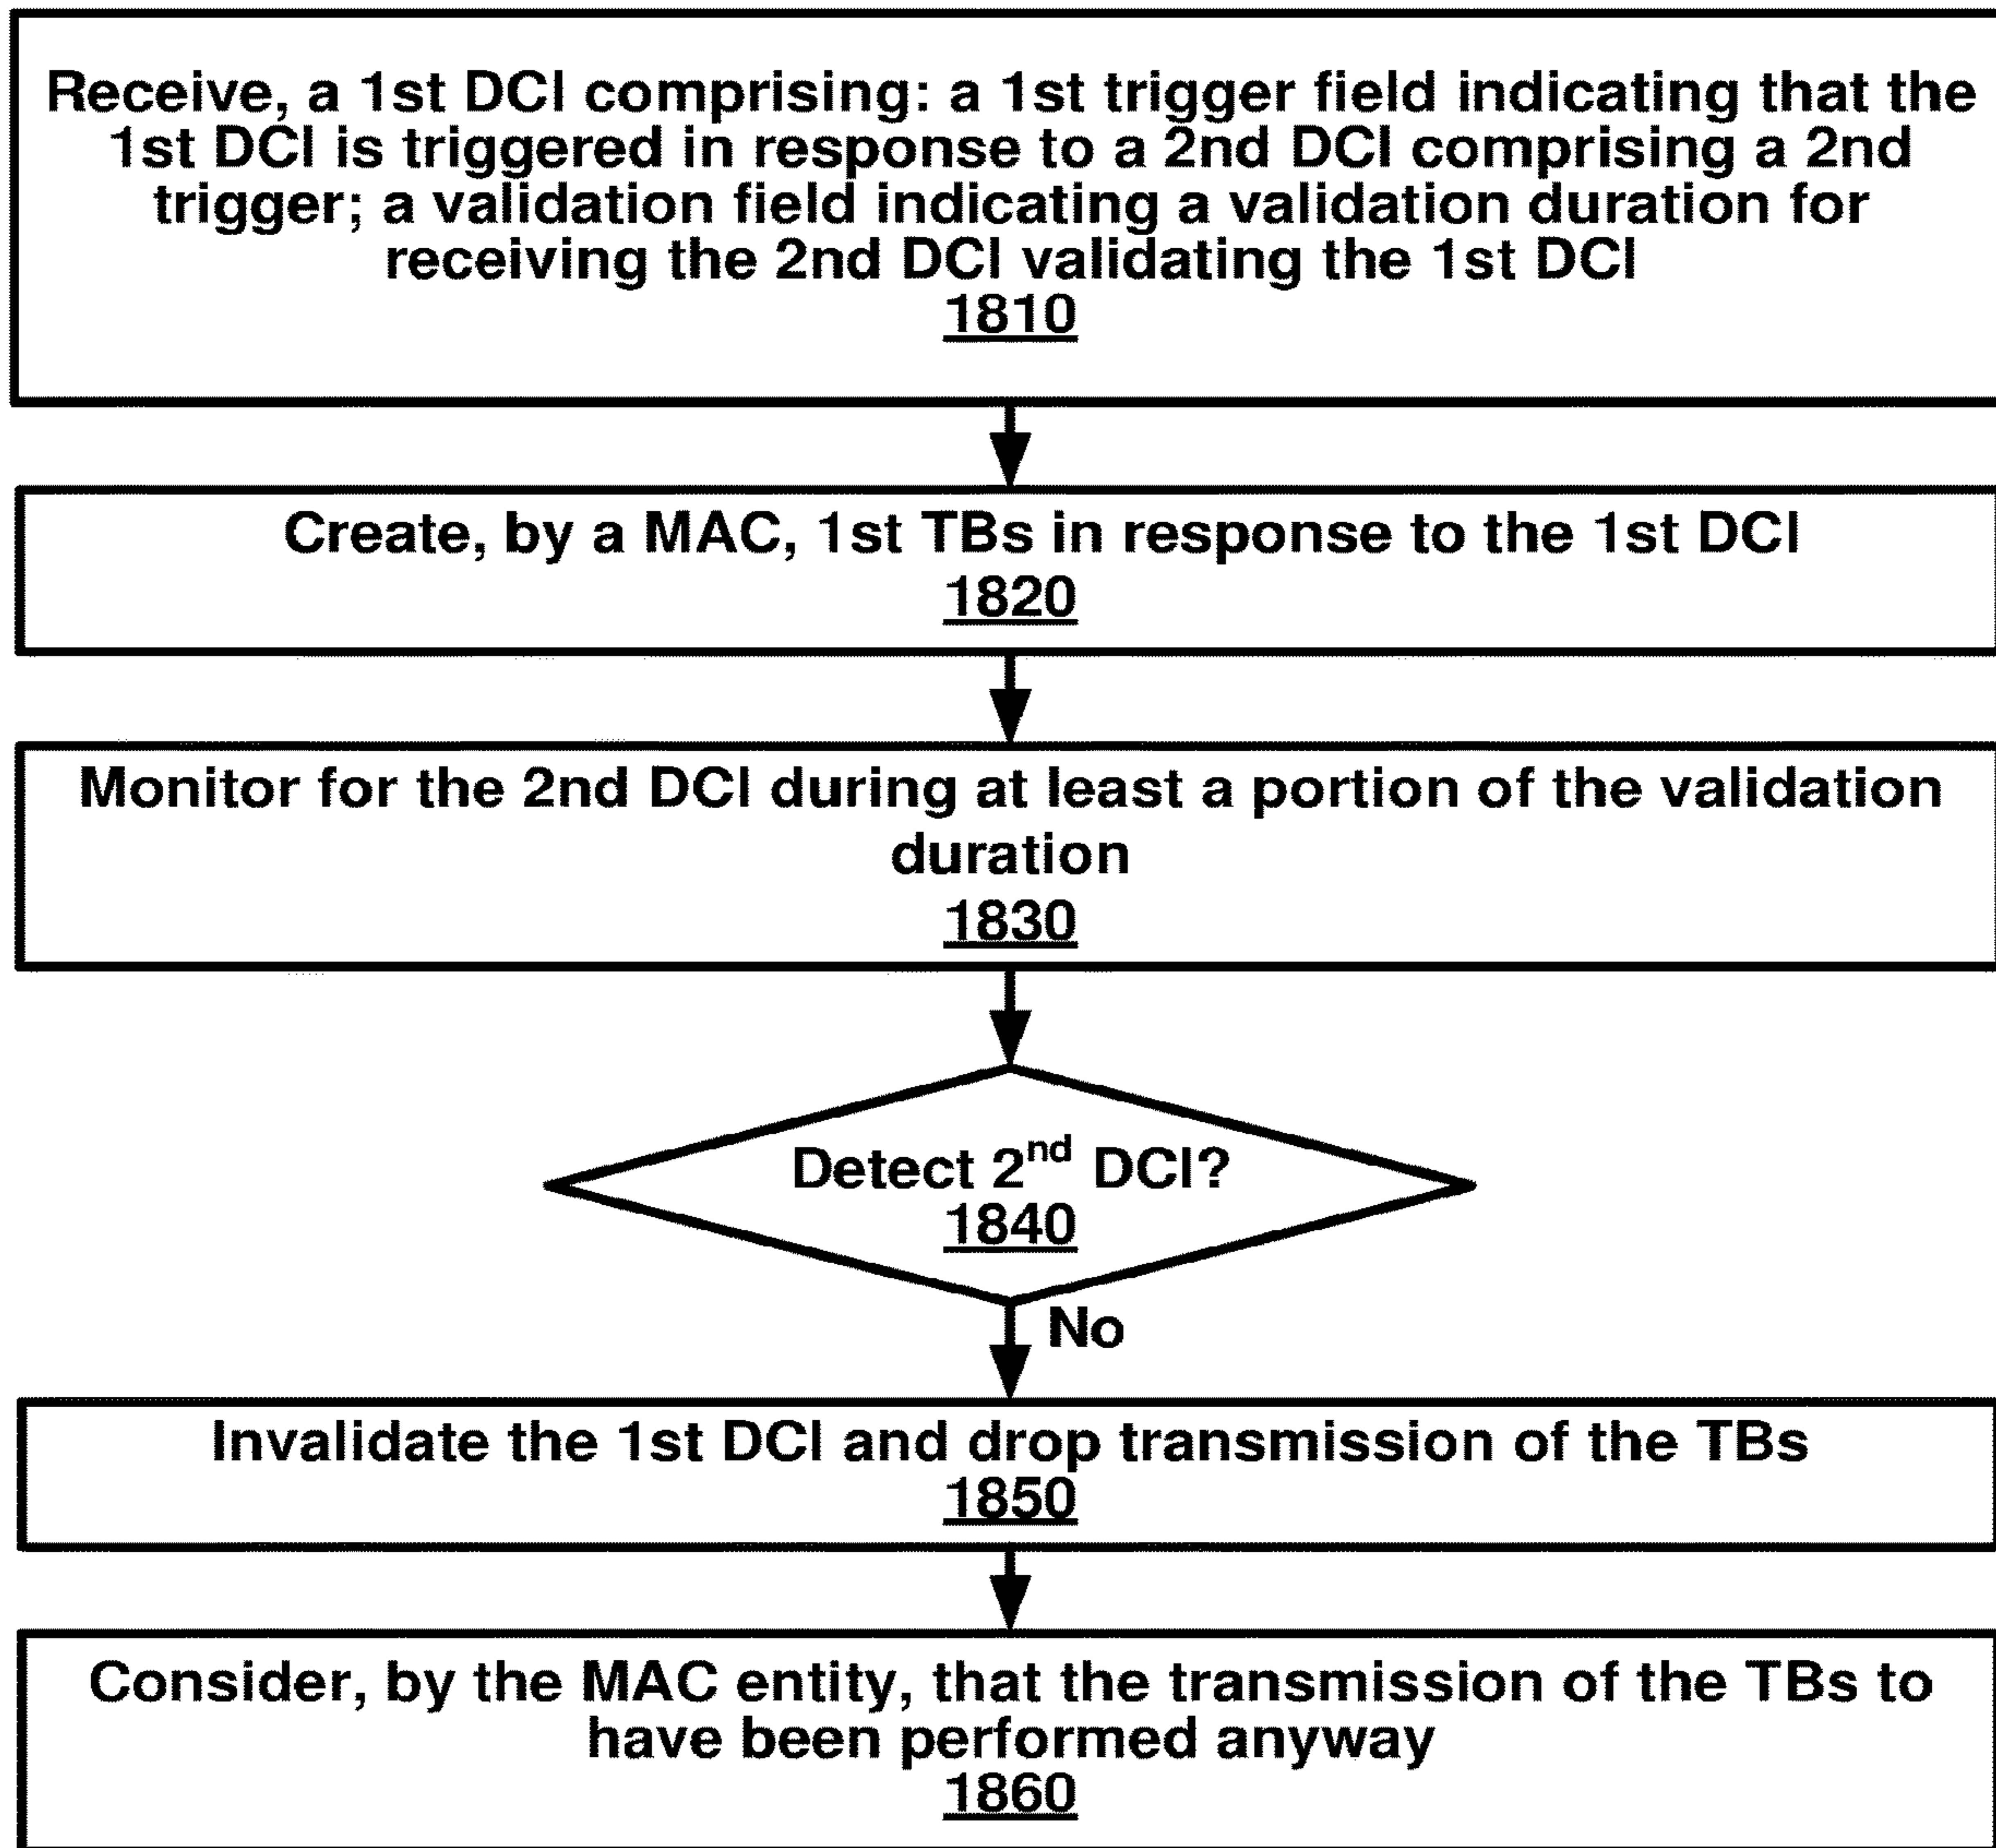 Receive, a 1st DCI comprising: a 1st trigger field indicating that the
1st DCI is triggered in response to a 2nd DCI comprising a 2nd
trigger; a validation field indicating a validation duration for
receiving the 2nd DCI validating the 1st DCI
1810
Create, by a MAC, 1st TBs in response to the 1st DCI
1820
Monitor for the 2nd DCI during at least a portion of the validation
duration
1830
Detect 2nd DCI?
1840
No
Invalidate the 1st DCI and drop transmission of the TBs
1850
Consider, by the MAC entity, that the transmission of the TBs to
have been performed anyway
1860